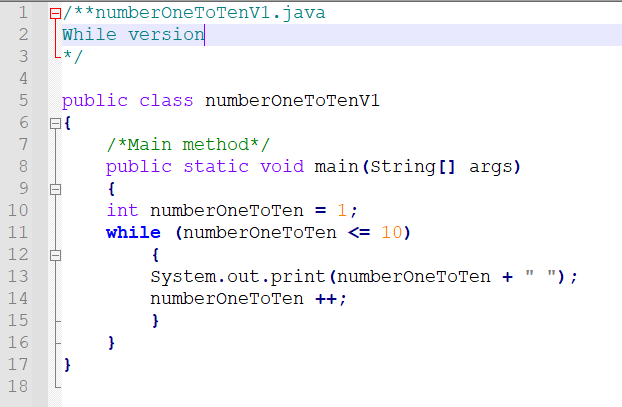 1 /**numberOneToTenV1.java
2 While version
3 */
4
5 public class numberOneToTenV1
6 {
7 /*Main method*/
8 public static void main(String[] args)
9 {
10 int numberOneToTen = 1;
11 while (numberOneToTen <= 10)
12 {
13 System.out.print(numberOneToTen + " ");
14 numberOneToTen ++;
15 }
16 }
17 }
18